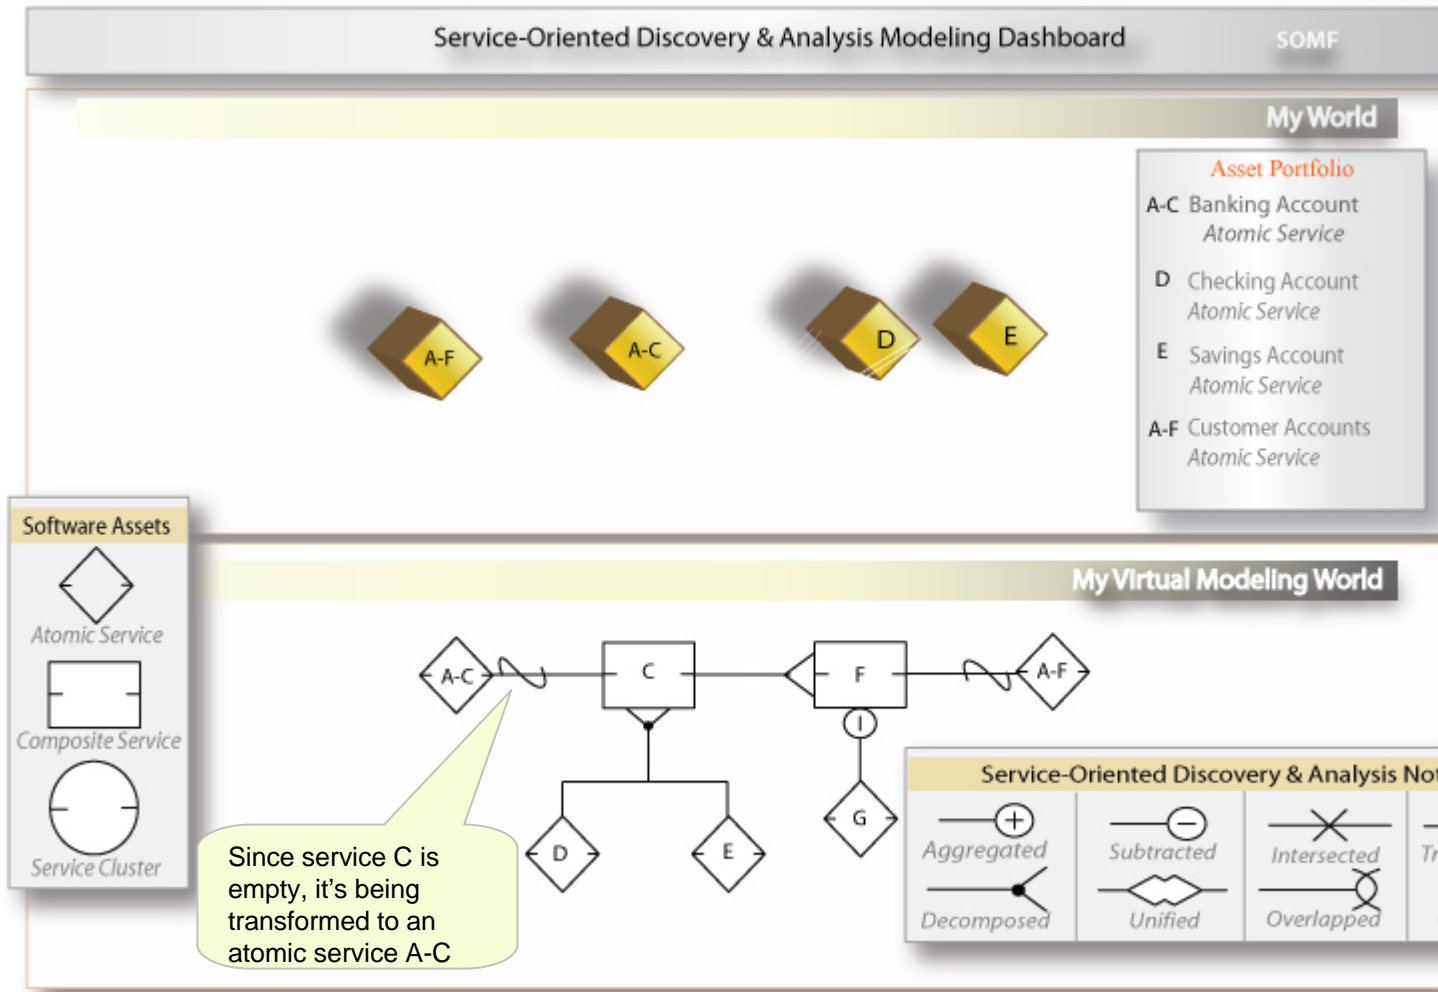 Service-Oriented Discovery & Analysis Modeling Dashboard
SOMF
My World
Asset Portfolio
A-C Banking Account
Atomic Service
D Checking Account
Atomic Service
E Savings Account
Atomic Service
A-F Customer Accounts
Atomic Service
A-F
A-C
D
E
Software Assets
Atomic Service
Composite Service
Service Cluster
My Virtual Modeling World
A-C
C
F
A-F
I
D
E
G
Since service C is
empty, it's being
transformed to an
atomic service A-C
Service-Oriented Discovery & Analysis Not
Aggregated
Subtracted
Intersected
Tr
Decomposed
Unified
Overlapped